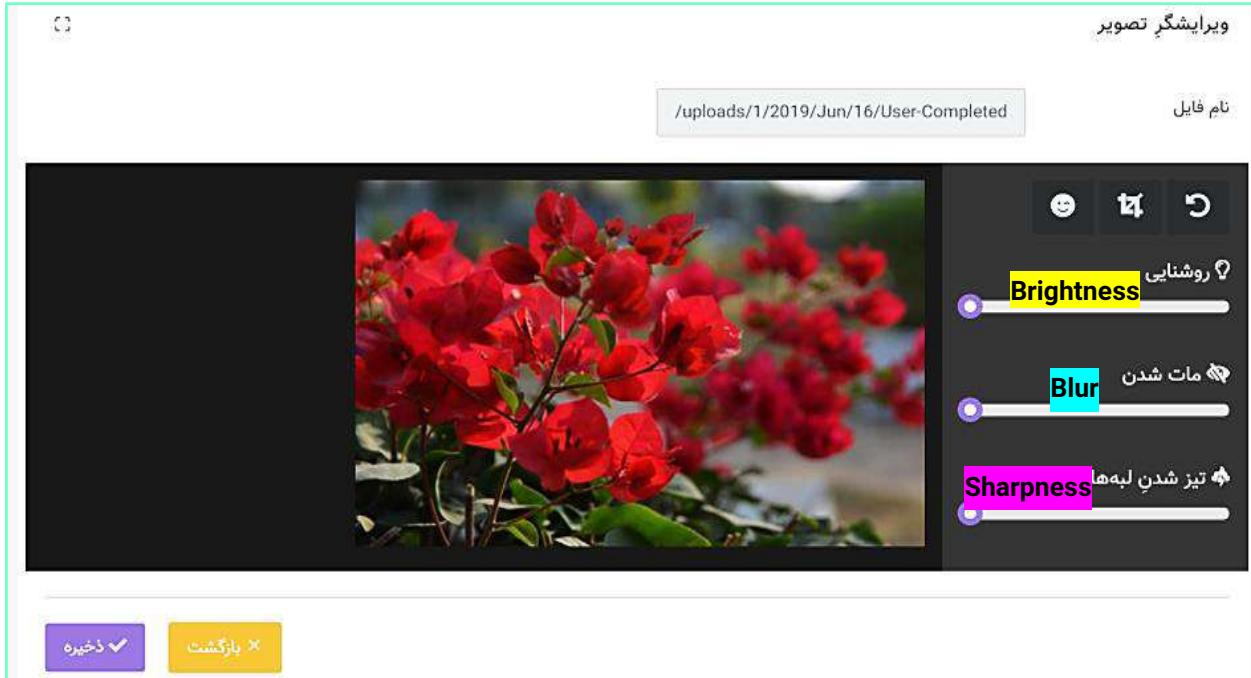 ویرایشگرِ تصویر
نامِ فایل
/uploads/1/2019/Jun/16/User-Completed
روشنایی
Brightness
مات شدن
Blur
تیز شدنِ لبه‌ها
Sharpness
بازگشت
ذخیره